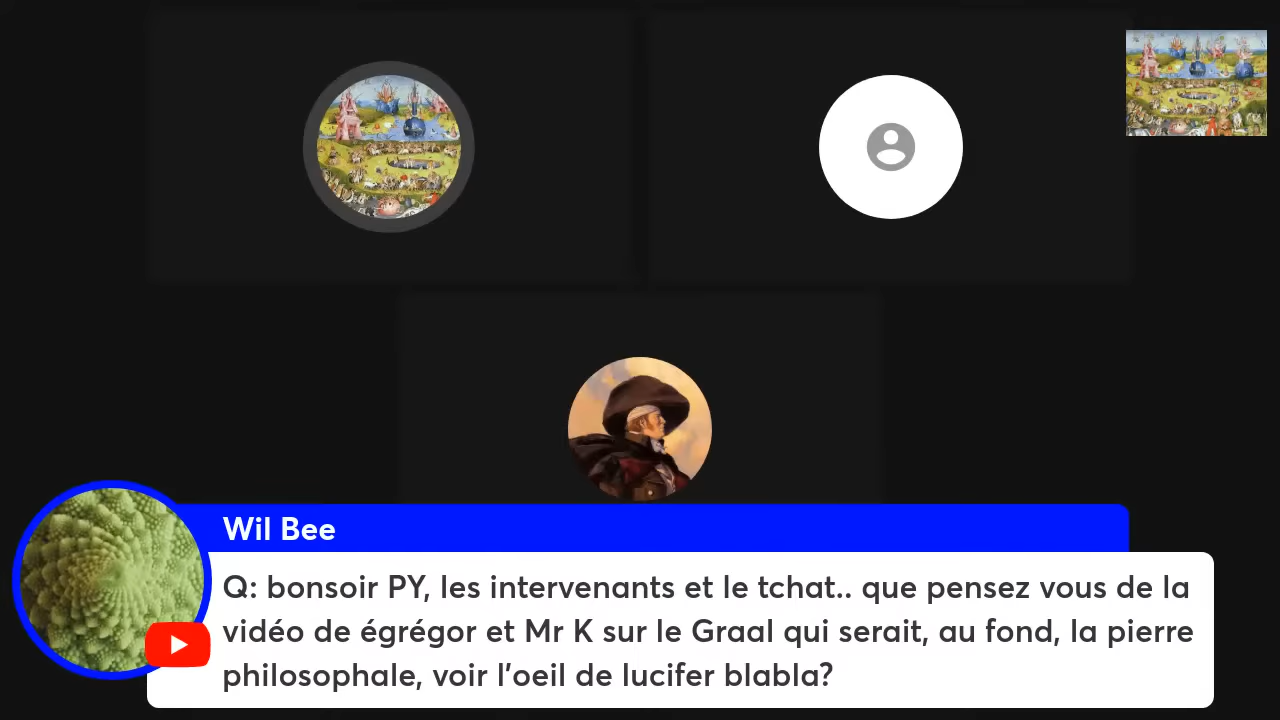 Wil Bee
Q: bonsoir PY, les intervenants et le tchat.. que pensez vous de la
vidéo de égrégor et Mr K sur le Graal qui serait, au fond, la pierre
philosophale, voir l'oeil de lucifer blabla?